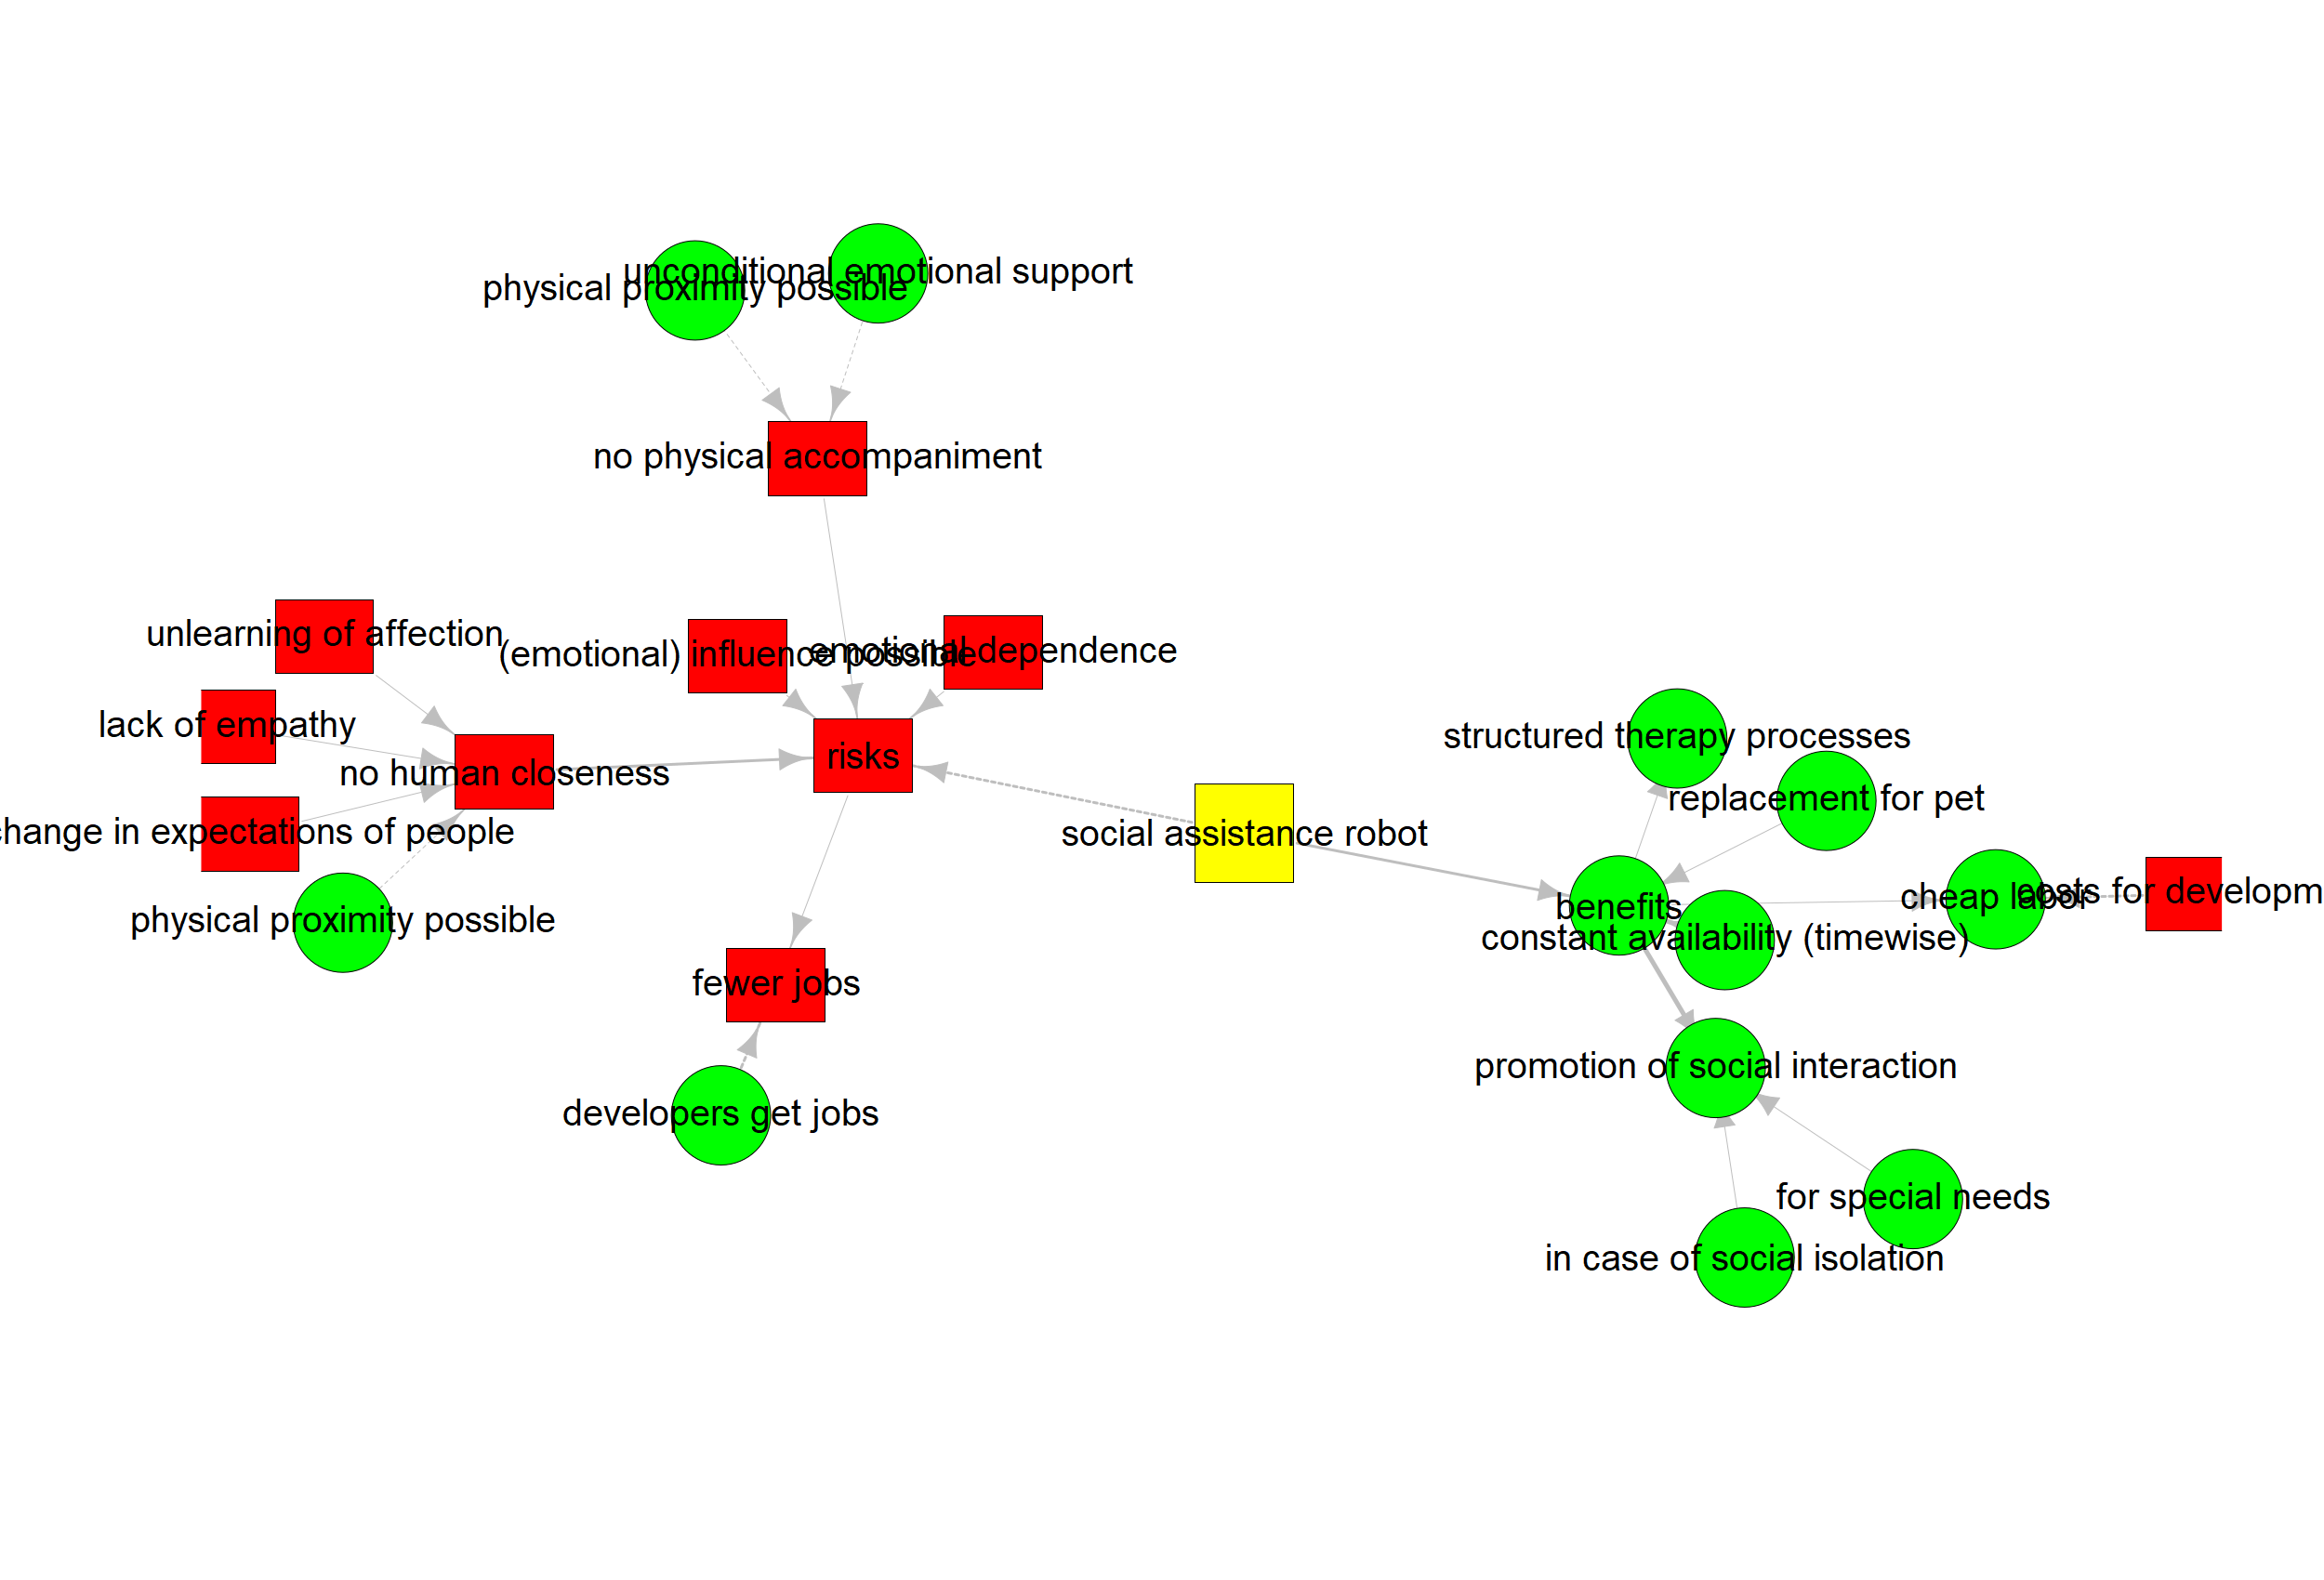 unconditional emotional support
physical proximity possible
no physical accompaniment
unlearning of affection
(emotional) influence possible
emotional dependence
lack of empathy
structured therapy processes
risks
no human closeness
replacement for pet
change in expectations of people
social assistance robot
costs for developm
cheap labor
benefits
physical proximity possible
constant availability (timewise)
fewer jobs
promotion of social interaction
developers get jobs
for special needs
in case of social isolation